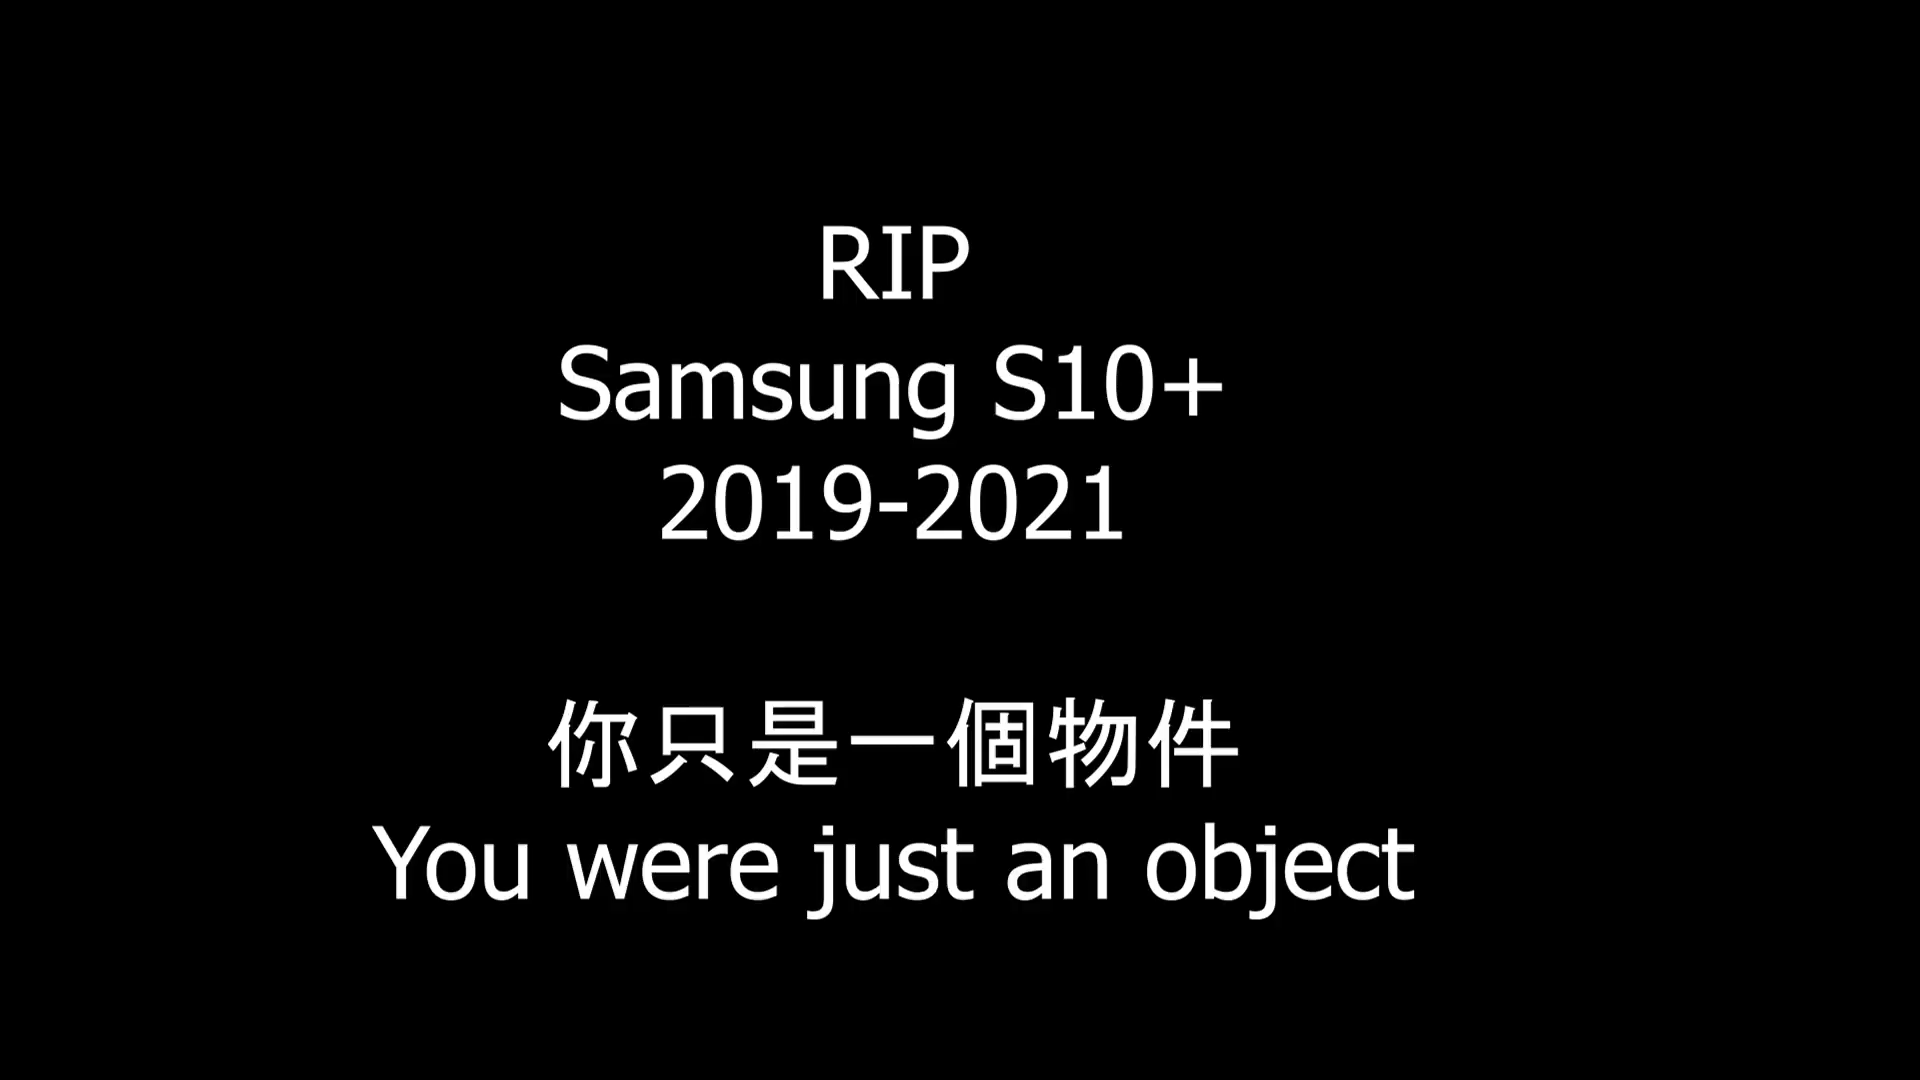 RIP
Samsung S10+
2019-2021
你只是一個物件
You were just an object